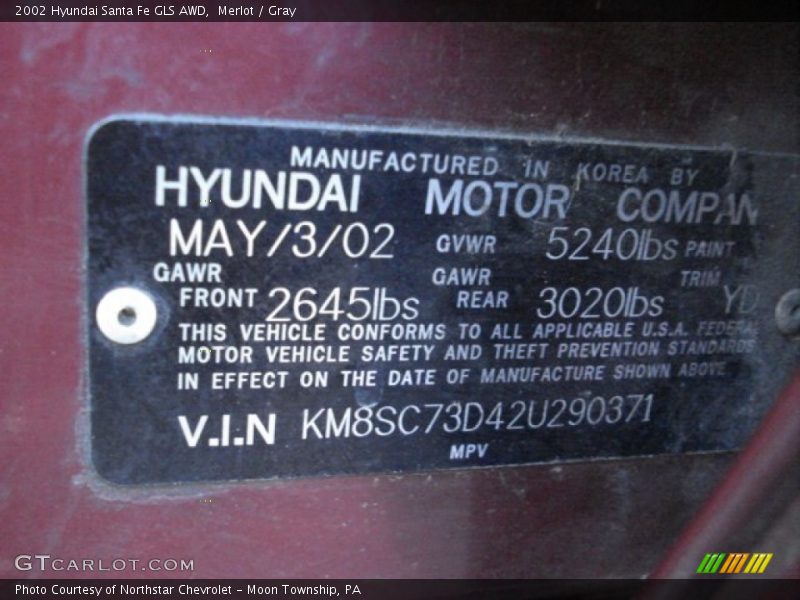 2002 Hyundai Santa Fe GLS AWD, Merlot / Gray
MANUFACTURED IN KOREA BY
HYUNDAI MOTOR COMPAN
MAY/3/02 GVWR 5240lbs PAINT
GAWR GAWR TRIM
FRONT 2645lbs REAR 3020lbs YD
THIS VEHICLE CONFORMS TO ALL APPLICABLE U.S.A. FEDERAL
MOTOR VEHICLE SAFETY AND THEFT PREVENTION STANDARDS
IN EFFECT ON THE DATE OF MANUFACTURE SHOWN ABOVE
V.I.N KM8SC73D42U290371
MPV
GTCARLOT.COM
Photo Courtesy of Northstar Chevrolet - Moon Township, PA